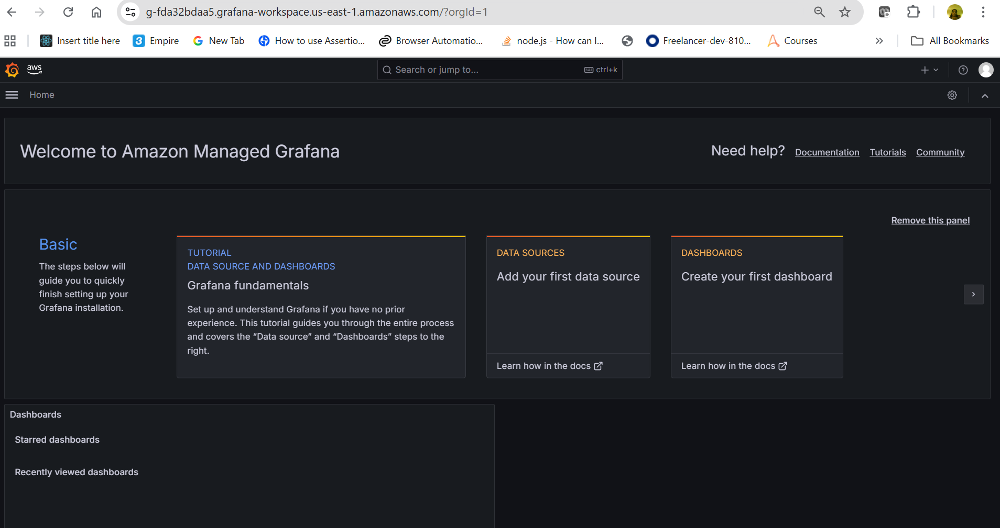 g-fda32bdaa5.grafana-workspace.us-east-1.amazonaws.com/?orgId=1
Insert title here
Empire
New Tab
How to use Assertio...
Browser Automatio...
node.js - How can I...
Freelancer-dev-810...
Courses
All Bookmarks
aws
Search or jump to...
ctrl+k
Home
Welcome to Amazon Managed Grafana
Need help?
Documentation
Tutorials
Community
Remove this panel
Basic
The steps below will
guide you to quickly
finish setting up your
Grafana installation.
TUTORIAL
DATA SOURCE AND DASHBOARDS
Grafana fundamentals
Set up and understand Grafana if you have no prior
experience. This tutorial guides you through the entire process
and covers the “Data source” and “Dashboards” steps to the
right.
DATA SOURCES
Add your first data source
Learn how in the docs
DASHBOARDS
Create your first dashboard
Learn how in the docs
Dashboards
Starred dashboards
Recently viewed dashboards